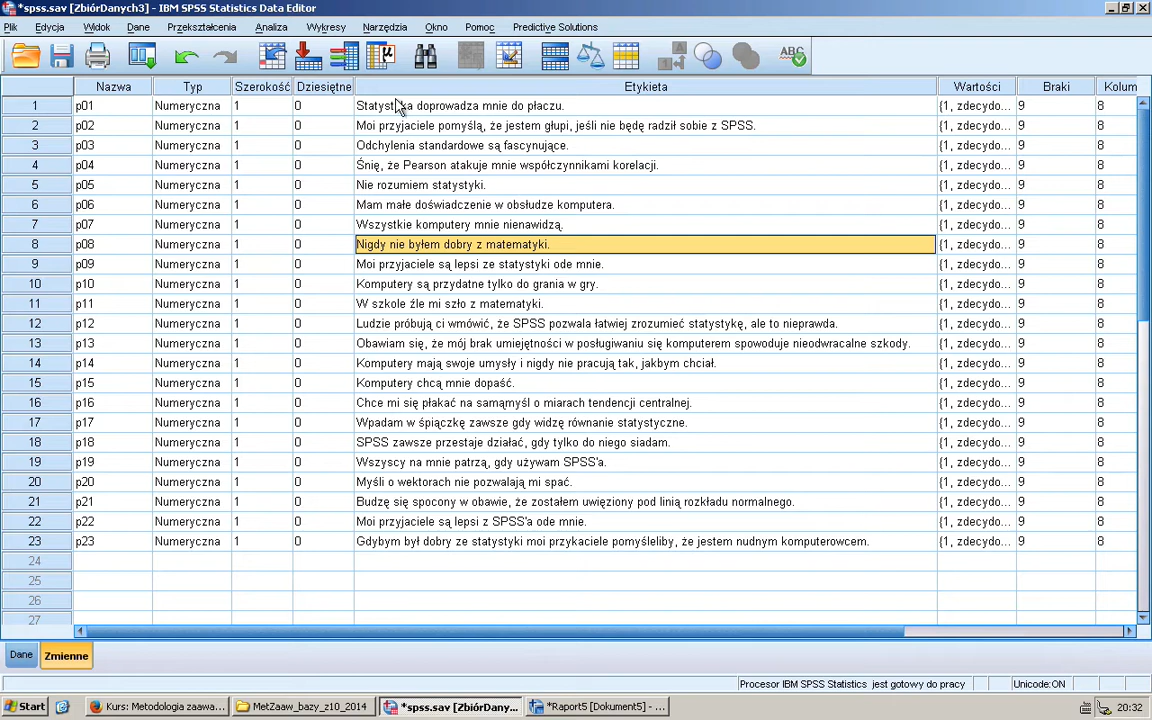 *spss.sav [ZbiórDanych3] - IBM SPSS Statistics Data Editor
Plik Edycja Widok Dane Przekształcenia Analiza Wykresy Narzędzia Okno Pomoc Predictive Solutions
Nazwa Typ Szerokość Dziesiętne Etykieta Wartości Braki Kolum
1 p01 Numeryczna 1 0 Statystyka doprowadza mnie do płaczu. {1, zdecydo... 9 8
2 p02 Numeryczna 1 0 Moi przyjaciele pomyślą, że jestem głupi, jeśli nie będę radził sobie z SPSS. {1, zdecydo... 9 8
3 p03 Numeryczna 1 0 Odchylenia standardowe są fascynujące. {1, zdecydo... 9 8
4 p04 Numeryczna 1 0 Śnię, że Pearson atakuje mnie współczynnikami korelacji. {1, zdecydo... 9 8
5 p05 Numeryczna 1 0 Nie rozumiem statystyki. {1, zdecydo... 9 8
6 p06 Numeryczna 1 0 Mam małe doświadczenie w obsłudze komputera. {1, zdecydo... 9 8
7 p07 Numeryczna 1 0 Wszystkie komputery mnie nienawidzą. {1, zdecydo... 9 8
8 p08 Numeryczna 1 0 Nigdy nie byłem dobry z matematyki. {1, zdecydo... 9 8
9 p09 Numeryczna 1 0 Moi przyjaciele są lepsi ze statystyki ode mnie. {1, zdecydo... 9 8
10 p10 Numeryczna 1 0 Komputery są przydatne tylko do grania w gry. {1, zdecydo... 9 8
11 p11 Numeryczna 1 0 W szkole źle mi szło z matematyki. {1, zdecydo... 9 8
12 p12 Numeryczna 1 0 Ludzie próbują ci wmówić, że SPSS pozwala łatwiej zrozumieć statystykę, ale to nieprawda. {1, zdecydo... 9 8
13 p13 Numeryczna 1 0 Obawiam się, że mój brak umiejętności w posługiwaniu się komputerem spowoduje nieodwracalne szkody. {1, zdecydo... 9 8
14 p14 Numeryczna 1 0 Komputery mają swoje umysły i nigdy nie pracują tak, jakbym chciał. {1, zdecydo... 9 8
15 p15 Numeryczna 1 0 Komputery chcą mnie dopaść. {1, zdecydo... 9 8
16 p16 Numeryczna 1 0 Chce mi się płakać na samąmyśl o miarach tendencji centralnej. {1, zdecydo... 9 8
17 p17 Numeryczna 1 0 Wpadam w śpiączkę zawsze gdy widzę równanie statystyczne. {1, zdecydo... 9 8
18 p18 Numeryczna 1 0 SPSS zawsze przestaje działać, gdy tylko do niego siadam. {1, zdecydo... 9 8
19 p19 Numeryczna 1 0 Wszyscy na mnie patrzą, gdy używam SPSS'a. {1, zdecydo... 9 8
20 p20 Numeryczna 1 0 Myśli o wektorach nie pozwalają mi spać. {1, zdecydo... 9 8
21 p21 Numeryczna 1 0 Budzę się spocony w obawie, że zostałem uwięziony pod linią rozkładu normalnego. {1, zdecydo... 9 8
22 p22 Numeryczna 1 0 Moi przyjaciele są lepsi z SPSS'a ode mnie. {1, zdecydo... 9 8
23 p23 Numeryczna 1 0 Gdybym był dobry ze statystyki moi przykaciele pomyśleliby, że jestem nudnym komputerowcem. {1, zdecydo... 9 8
24
25
26
27
Dane Zmienne
Procesor IBM SPSS Statistics jest gotowy do pracy Unicode:ON
Start Kurs: Metodologia zaawa... MetZaaw_bazy_z10_2014 *spss.sav [ZbiórDany... *Raport5 [Dokument5] - ... 20:32